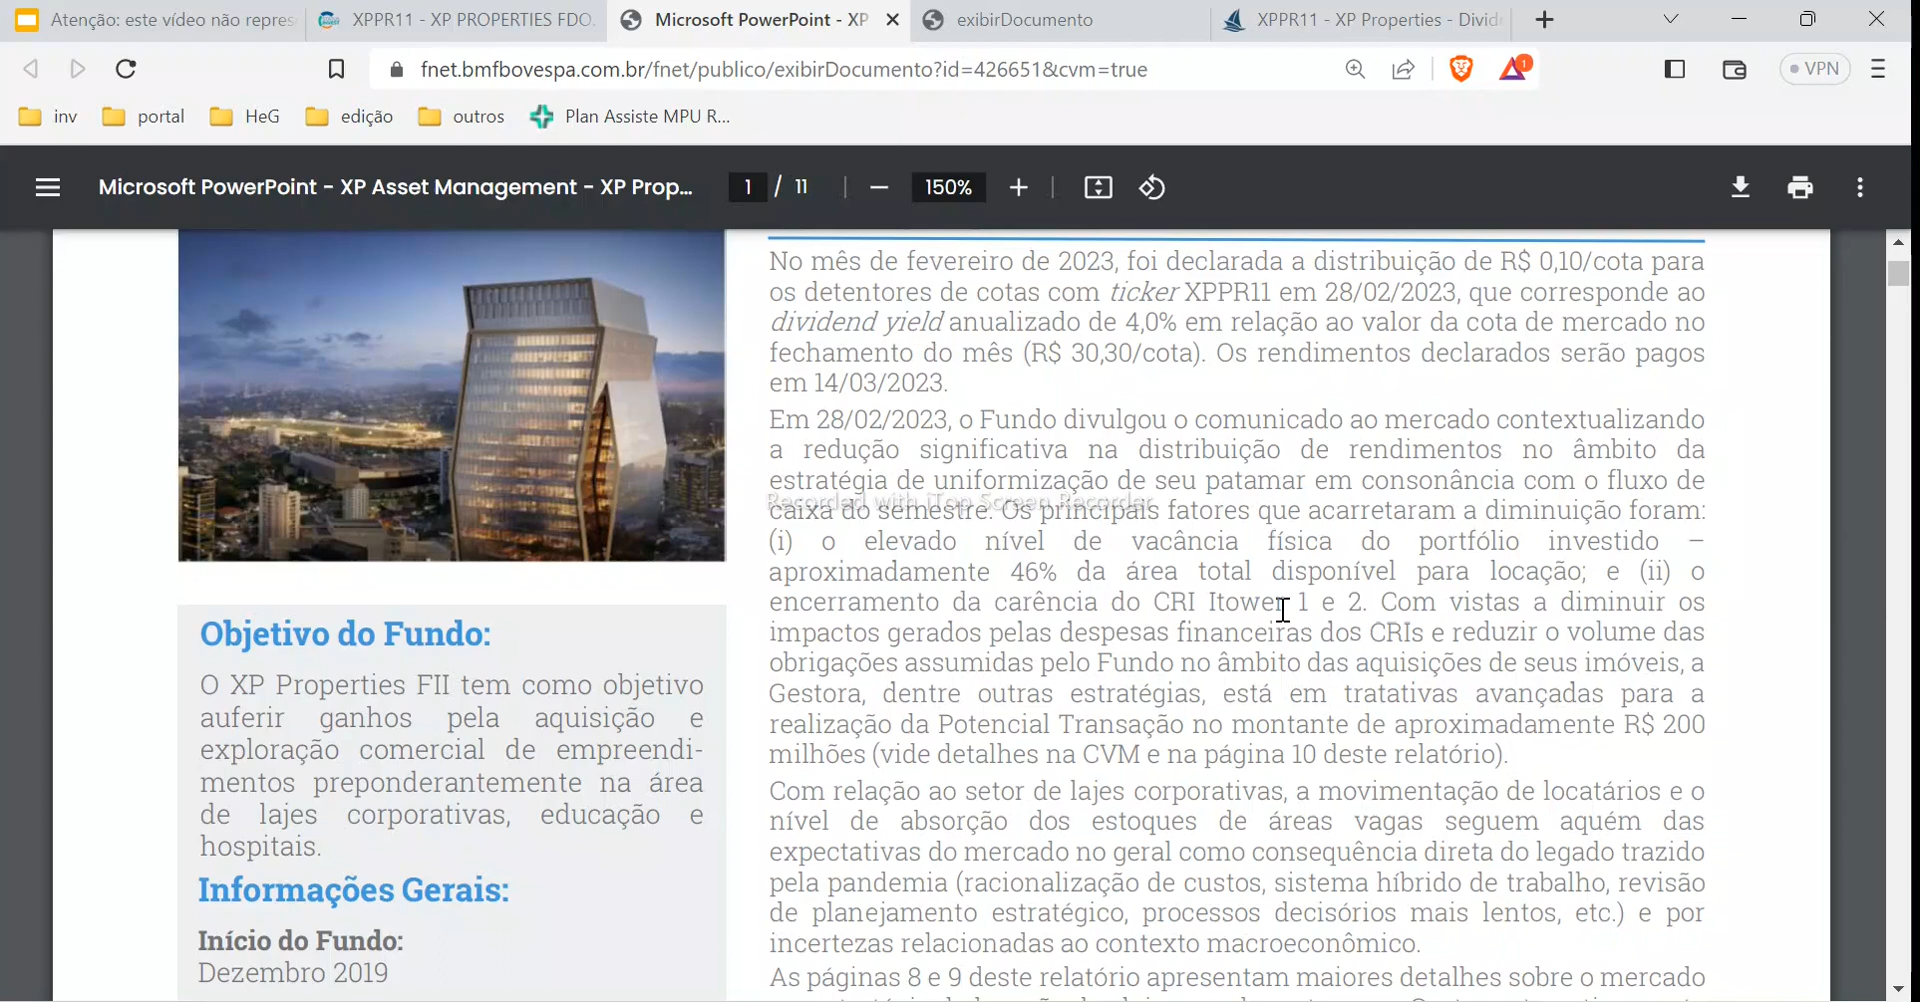 Atenção: este vídeo não repres
XPPR11 - XP PROPERTIES FDO.
Microsoft PowerPoint - XP
exibirDocumento
XPPR11 - XP Properties - Divid
fnet.bmfbovespa.com.br/fnet/publico/exibirDocumento?id=426651&cvm=true
1
VPN
inv
portal
HeG
edição
outros
Plan Assiste MPU R...
Microsoft PowerPoint - XP Asset Management - XP Prop...
1 / 11
150%
No mês de fevereiro de 2023, foi declarada a distribuição de R$ 0,10/cota para
os detentores de cotas com ticker XPPR11 em 28/02/2023, que corresponde ao
dividend yield anualizado de 4,0% em relação ao valor da cota de mercado no
fechamento do mês (R$ 30,30/cota). Os rendimentos declarados serão pagos
em 14/03/2023.
Em 28/02/2023, o Fundo divulgou o comunicado ao mercado contextualizando
a redução significativa na distribuição de rendimentos no âmbito da
estratégia de uniformização de seu patamar em consonância com o fluxo de
Recorded with iTop Screen Recorder
caixa do semestre. Os principais fatores que acarretaram a diminuição foram:
(i) o elevado nível de vacância física do portfólio investido –
aproximadamente 46% da área total disponível para locação; e (ii) o
encerramento da carência do CRI Itower 1 e 2. Com vistas a diminuir os
impactos gerados pelas despesas financeiras dos CRIs e reduzir o volume das
obrigações assumidas pelo Fundo no âmbito das aquisições de seus imóveis, a
Gestora, dentre outras estratégias, está em tratativas avançadas para a
realização da Potencial Transação no montante de aproximadamente R$ 200
milhões (vide detalhes na CVM e na página 10 deste relatório).
Com relação ao setor de lajes corporativas, a movimentação de locatários e o
nível de absorção dos estoques de áreas vagas seguem aquém das
expectativas do mercado no geral como consequência direta do legado trazido
pela pandemia (racionalização de custos, sistema híbrido de trabalho, revisão
de planejamento estratégico, processos decisórios mais lentos, etc.) e por
incertezas relacionadas ao contexto macroeconômico.
As páginas 8 e 9 deste relatório apresentam maiores detalhes sobre o mercado
Objetivo do Fundo:
O XP Properties FII tem como objetivo
auferir ganhos pela aquisição e
exploração comercial de empreendi-
mentos preponderantemente na área
de lajes corporativas, educação e
hospitais.
Informações Gerais:
Início do Fundo:
Dezembro 2019